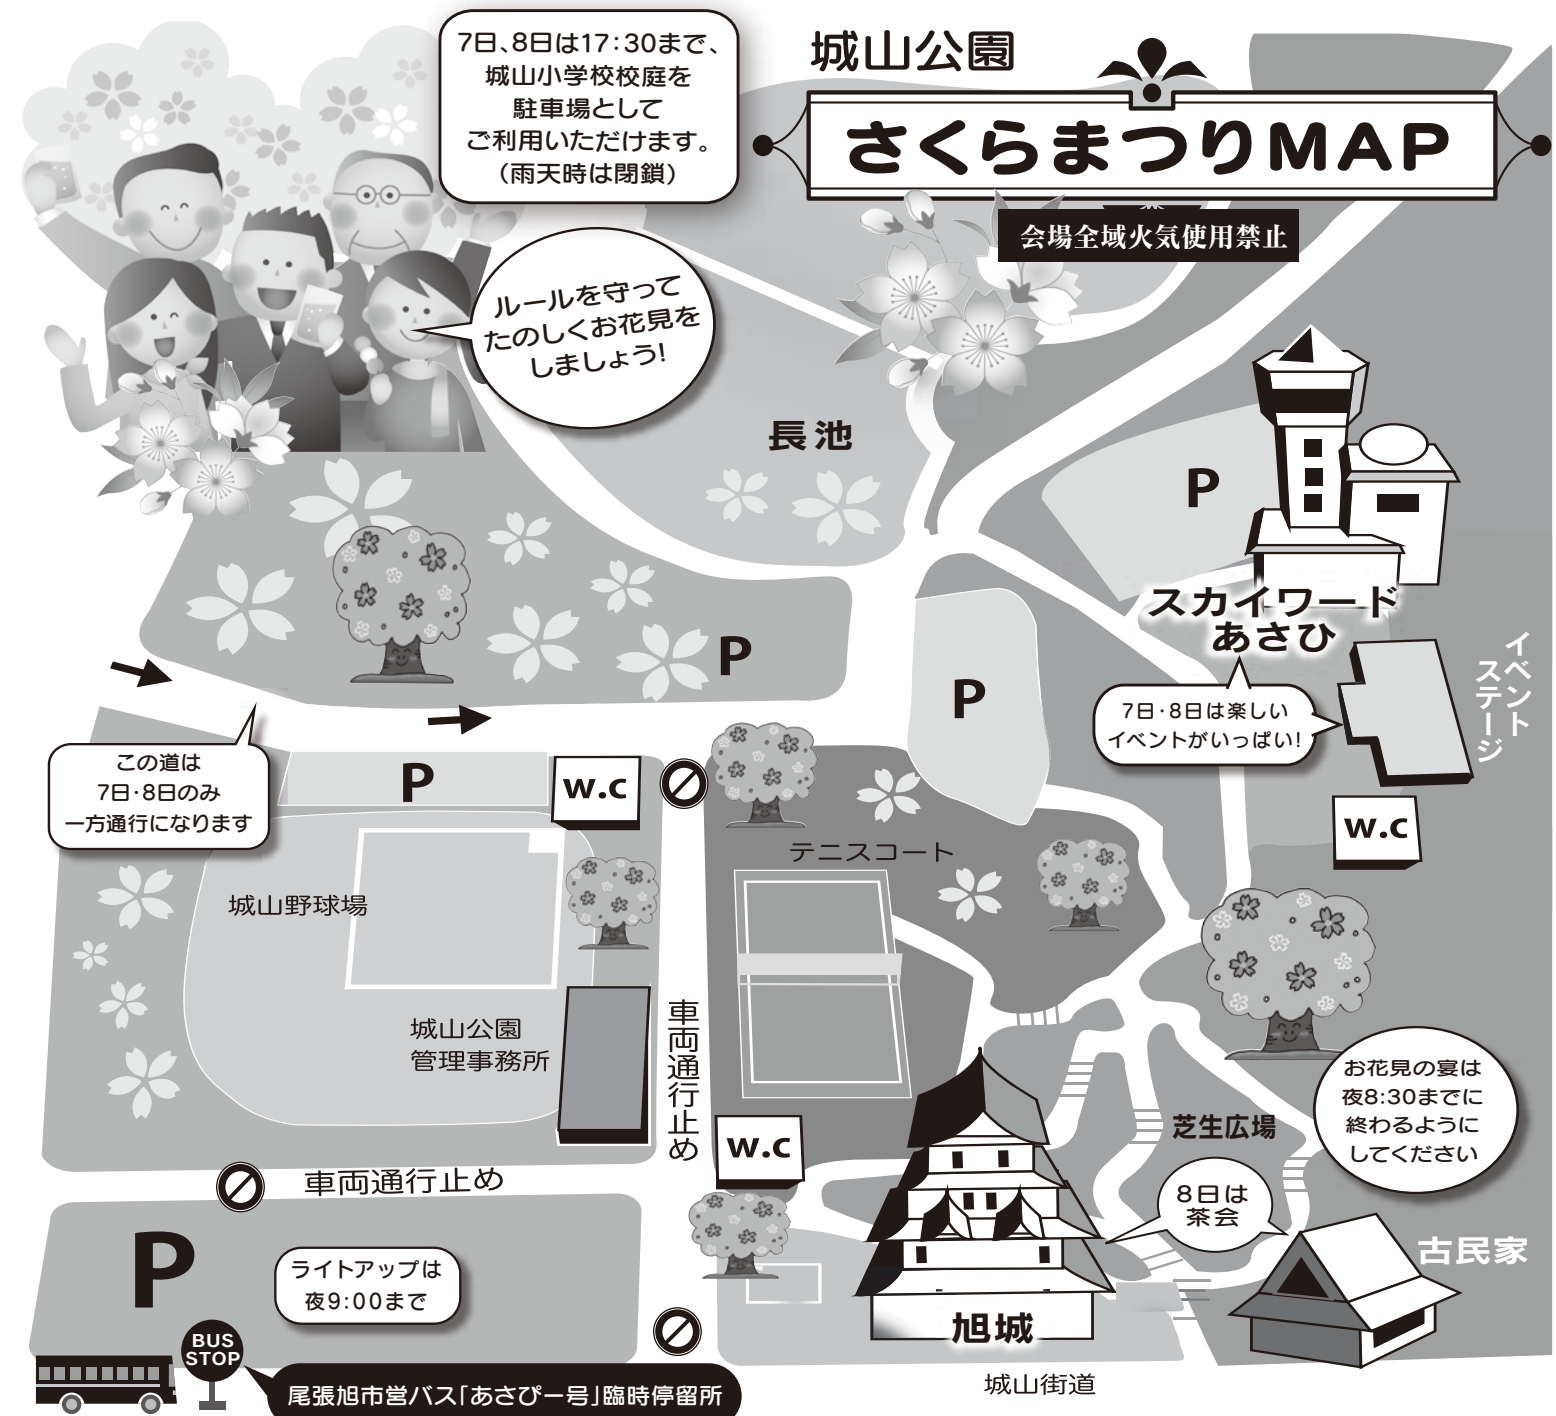 7日、8日は17:30まで、
城山小学校校庭を
駐車場として
ご利用いただけます。
(雨天時は閉鎖)
城山公園
さくらまつりMAP
会場全域火気使用禁止
ルールを守って
たのしくお花見を
しましょう!
長池
P
スカイワード
あさひ
イベント
ステージ
7日・8日は楽しい
イベントがいっぱい!
P
P
この道は
7日・8日のみ
一方通行になります
P
W.C
W.C
テニスコート
城山野球場
城山公園
管理事務所
車両通行止め
お花見の宴は
夜8:30までに
終わるように
してください
芝生広場
W.C
8日は
茶会
古民家
車両通行止め
P
ライトアップは
夜9:00まで
旭城
BUS
STOP
尾張旭市営バス「あさぴー号」臨時停留所
城山街道